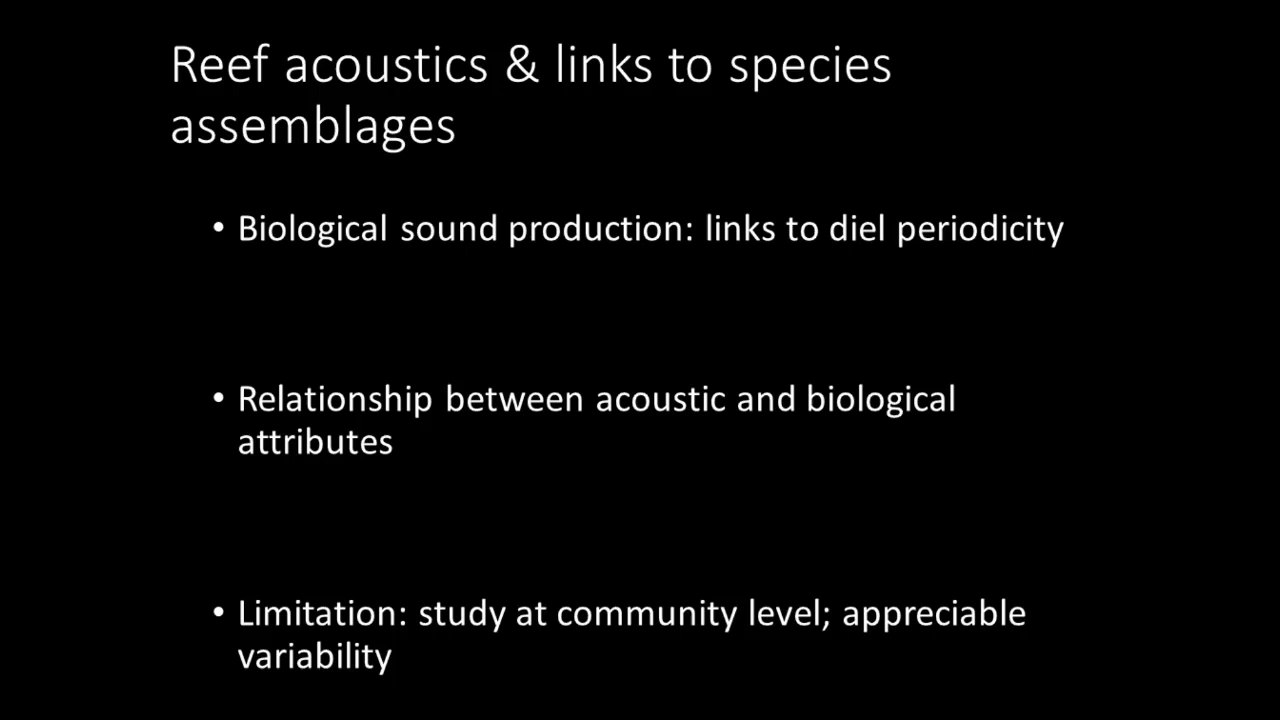 Reef acoustics & links to species
assemblages
• Biological sound production: links to diel periodicity
• Relationship between acoustic and biological
attributes
• Limitation: study at community level; appreciable
variability